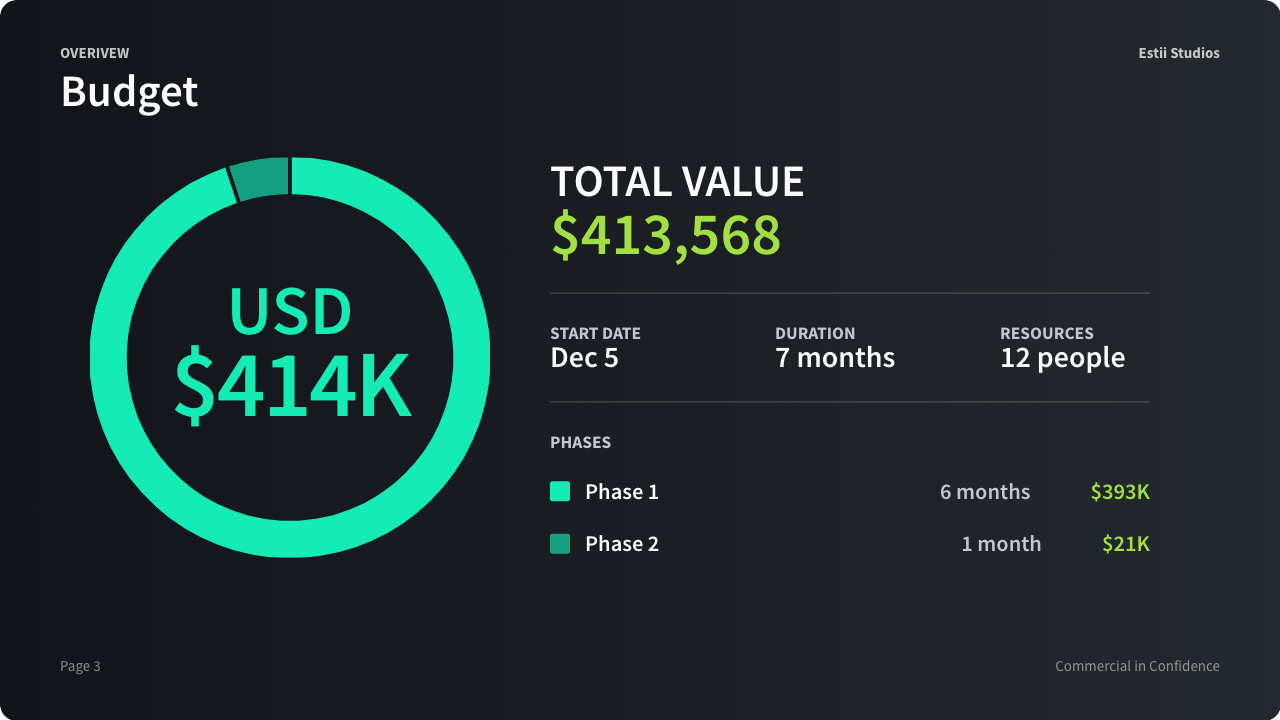 OVERIVEW
Estii Studios
Budget
USD
$414K
TOTAL VALUE
$413,568
START DATE
Dec 5
DURATION
7 months
RESOURCES
12 people
PHASES
Phase 1 6 months $393K
Phase 2 1 month $21K
Page 3
Commercial in Confidence